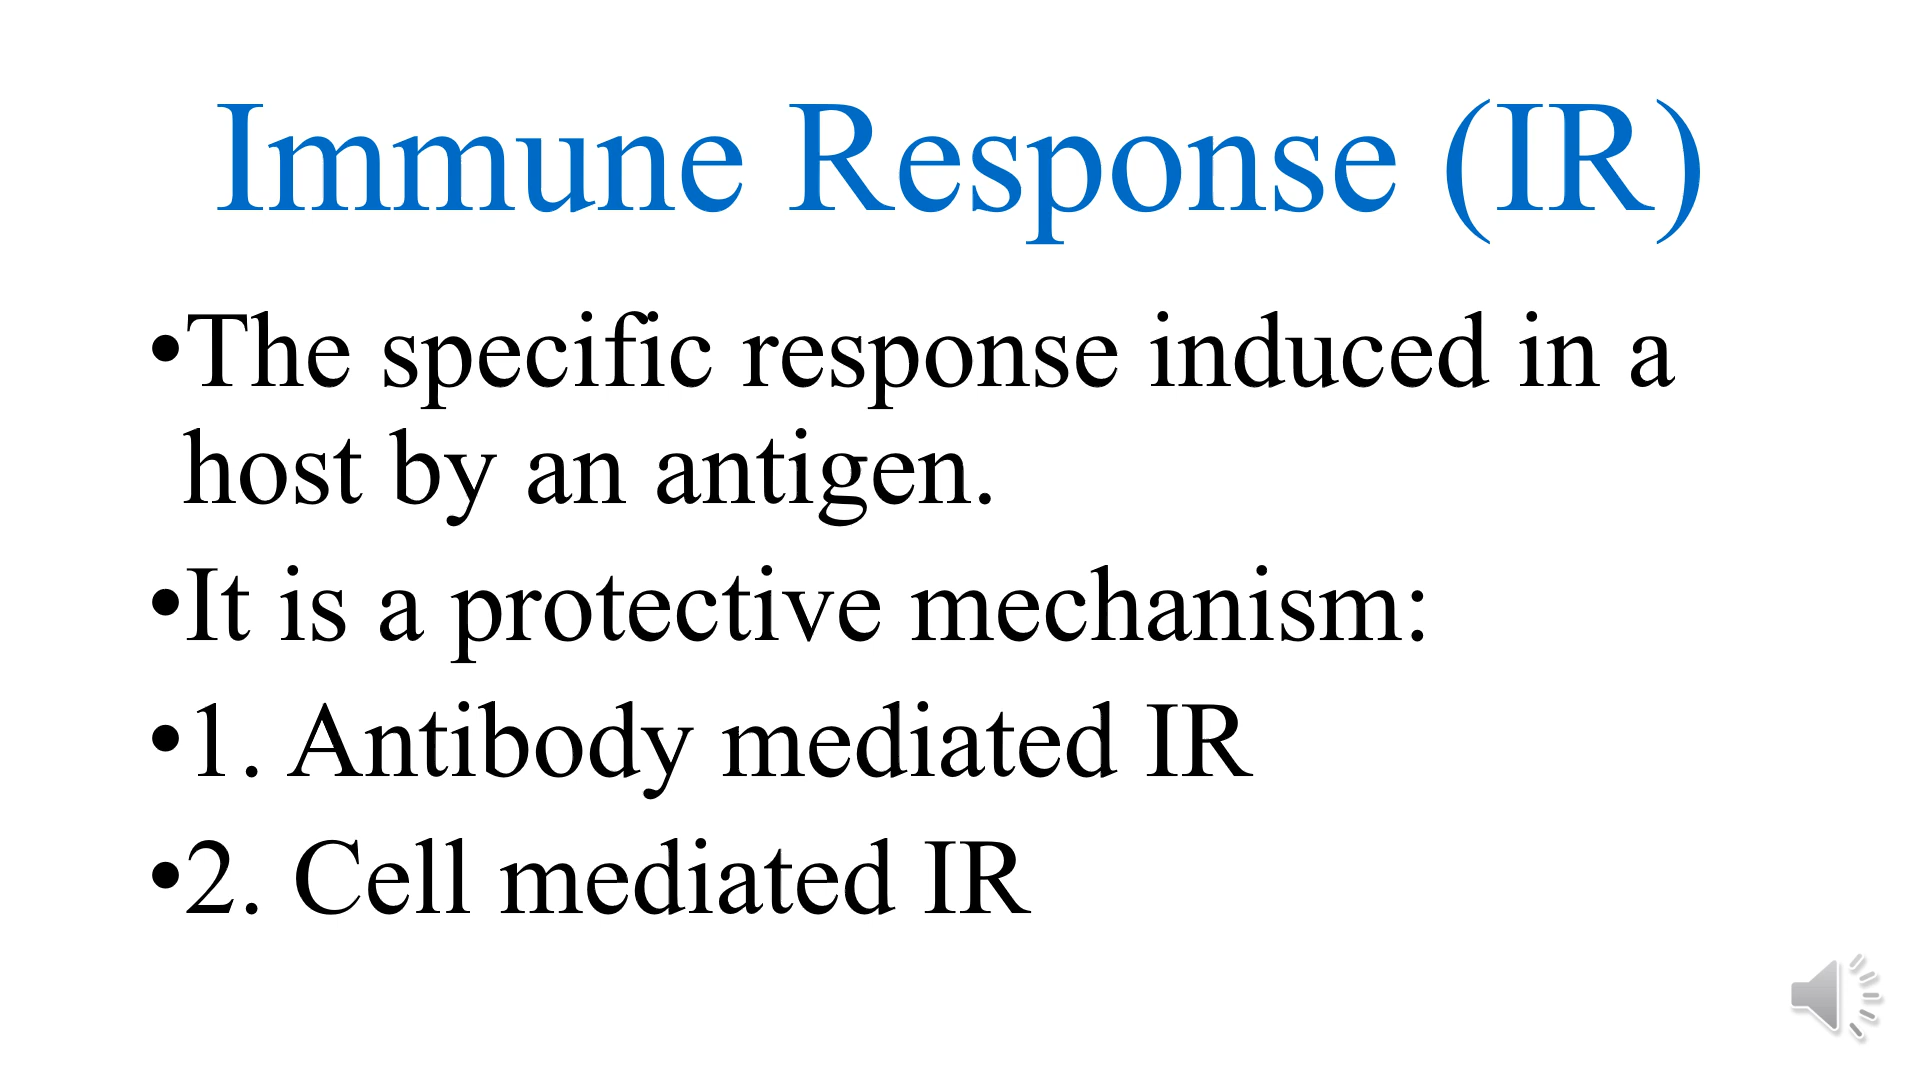 Immune Response (IR)
•The specific response induced in a
host by an antigen.
•It is a protective mechanism:
•1. Antibody mediated IR
•2. Cell mediated IR